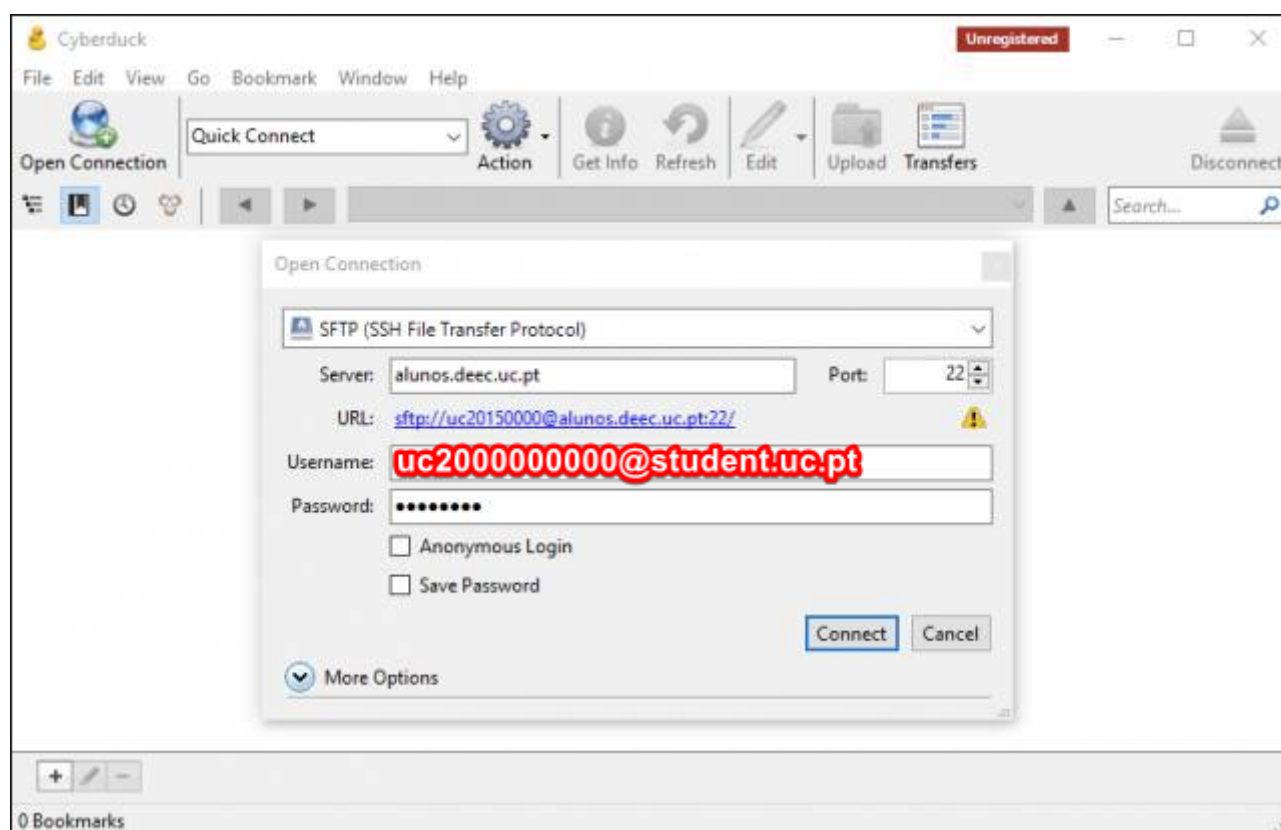 Cyberduck Unregistered
File Edit View Go Bookmark Window Help
Quick Connect
Open Connection Action Get Info Refresh Edit Upload Transfers Disconnect
Search...
Open Connection
SFTP (SSH File Transfer Protocol)
Server: alunos.deec.uc.pt Port: 22
URL: sftp://uc20150000@alunos.deec.uc.pt:22/
Username: uc2000000000@student.uc.pt
Password: ••••••••
Anonymous Login
Save Password
Connect Cancel
More Options
0 Bookmarks